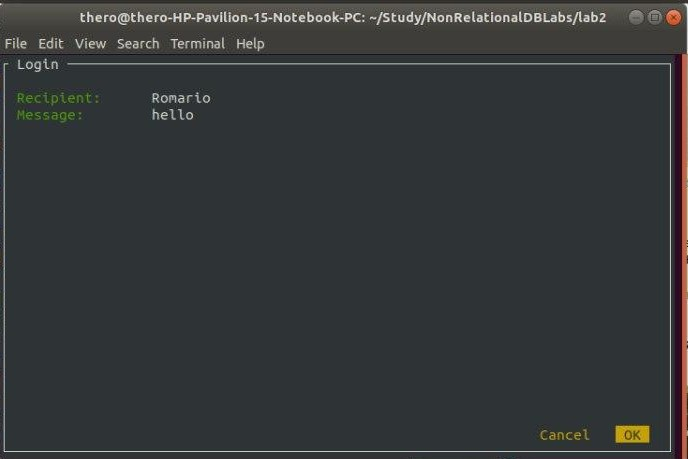 thero@thero-HP-Pavilion-15-Notebook-PC: ~/Study/NonRelationalDBLabs/lab2
File Edit View Search Terminal Help
Login
Recipient: Romario
Message: hello
Cancel OK